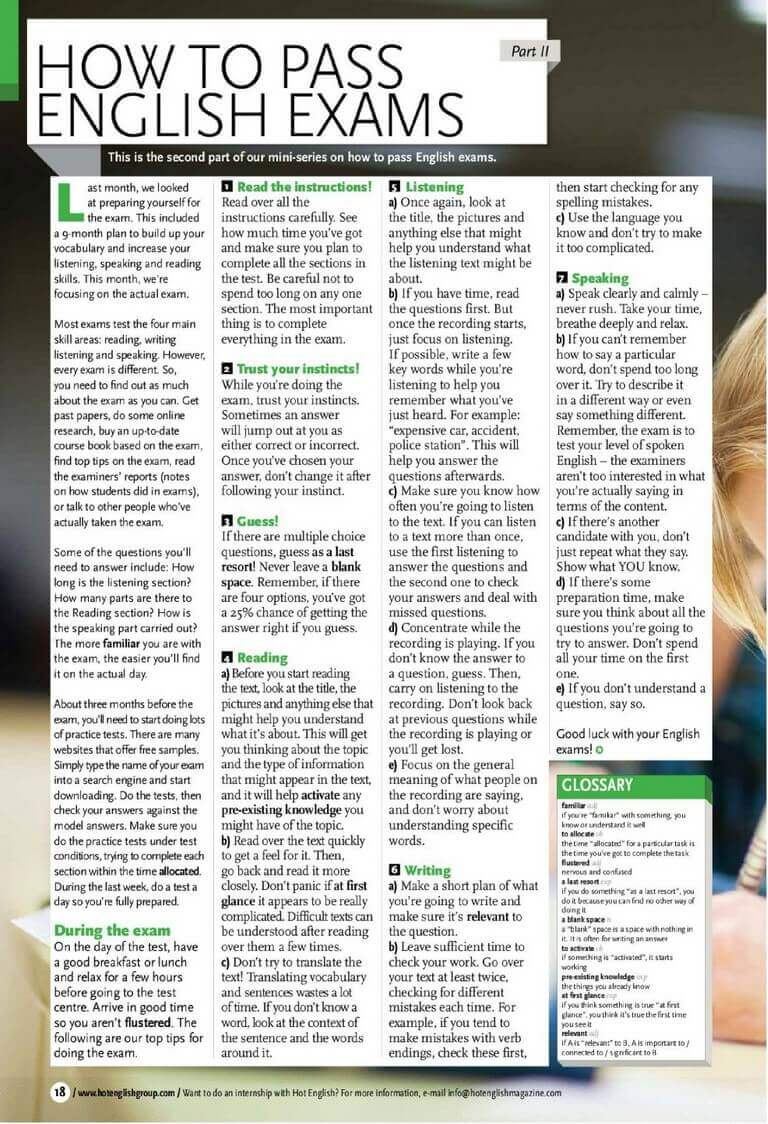 HOW TO PASS
ENGLISH EXAMS
Part II
This is the second part of our mini-series on how to pass English exams.
Last month, we looked
at preparing yourself for
the exam. This included
a 9-month plan to build up your
vocabulary and increase your
listening, speaking and reading
skills. This month, we're
focusing on the actual exam.
Most exams test the four main
skill areas: reading, writing
listening and speaking. However,
every exam is different. So,
you need to find out as much
about the exam as you can. Get
past papers, do some online
research, buy an up-to-date
course book based on the exam,
find top tips on the exam, read
the examiners' reports (notes
on how students did in exams),
or talk to other people who've
actually taken the exam.
Some of the questions you'll
need to answer include: How
long is the listening section?
How many parts are there to
the Reading section? How is
the speaking part carried out?
The more familiar you are with
the exam, the easier you'll find
it on the actual day.
About three months before the
exam, you'll need to start doing lots
of practice tests. There are many
websites that offer free samples.
Simply type the name of your exam
into a search engine and start
downloading. Do the tests, then
check your answers against the
model answers. Make sure you
do the practice tests under test
conditions, trying to complete each
section within the time allocated.
During the last week, do a test a
day so you're fully prepared.
During the exam
On the day of the test, have
a good breakfast or lunch
and relax for a few hours
before going to the test
centre. Arrive in good time
so you aren't flustered. The
following are our top tips for
doing the exam.
1 Read the instructions!
Read over all the
instructions carefully. See
how much time you've got
and make sure you plan to
complete all the sections in
the test. Be careful not to
spend too long on any one
section. The most important
thing is to complete
everything in the exam.
2 Trust your instincts!
While you're doing the
exam, trust your instincts.
Sometimes an answer
will jump out at you as
either correct or incorrect.
Once you've chosen your
answer, don't change it after
following your instinct.
3 Guess!
If there are multiple choice
questions, guess as a last
resort! Never leave a blank
space. Remember, if there
are four options, you've got
a 25% chance of getting the
answer right if you guess.
4 Reading
a) Before you start reading
the text, look at the title, the
pictures and anything else that
might help you understand
what it's about. This will get
you thinking about the topic
and the type of information
that might appear in the text,
and it will help activate any
pre-existing knowledge you
might have of the topic.
b) Read over the text quickly
to get a feel for it. Then,
go back and read it more
closely. Don't panic if at first
glance it appears to be really
complicated. Difficult texts can
be understood after reading
over them a few times.
c) Don't try to translate the
text! Translating vocabulary
and sentences wastes a lot
of time. If you don't know a
word, look at the context of
the sentence and the words
around it.
5 Listening
a) Once again, look at
the title, the pictures and
anything else that might
help you understand what
the listening text might be
about.
b) If you have time, read
the questions first. But
once the recording starts,
just focus on listening.
If possible, write a few
key words while you're
listening to help you
remember what you've
just heard. For example:
"expensive car, accident,
police station". This will
help you answer the
questions afterwards.
c) Make sure you know how
often you're going to listen
to the text. If you can listen
to a text more than once,
use the first listening to
answer the questions and
the second one to check
your answers and deal with
missed questions.
d) Concentrate while the
recording is playing. If you
don't know the answer to
a question, guess. Then,
carry on listening to the
recording. Don't look back
at previous questions while
the recording is playing or
you'll get lost.
e) Focus on the general
meaning of what people on
the recording are saying,
and don't worry about
understanding specific
words.
6 Writing
a) Make a short plan of what
you're going to write and
make sure it's relevant to
the question.
b) Leave sufficient time to
check your work. Go over
your text at least twice,
checking for different
mistakes each time. For
example, if you tend to
make mistakes with verb
endings, check these first,
then start checking for any
spelling mistakes.
c) Use the language you
know and don't try to make
it too complicated.
7 Speaking
a) Speak clearly and calmly –
never rush. Take your time,
breathe deeply and relax.
b) If you can't remember
how to say a particular
word, don't spend too long
over it. Try to describe it
in a different way or even
say something different.
Remember, the exam is to
test your level of spoken
English – the examiners
aren't too interested in what
you're actually saying in
terms of the content.
c) If there's another
candidate with you, don't
just repeat what they say.
Show what YOU know.
d) If there's some
preparation time, make
sure you think about all the
questions you're going to
try to answer. Don't spend
all your time on the first
one.
e) If you don't understand a
question, say so.
Good luck with your English
exams!
GLOSSARY
familiar adj
if you're "familiar" with something, you
know or understand it well
to allocate vb
the time "allocated" for a particular task is
the time you've got to complete the task
flustered adj
nervous and confused
a last resort exp
if you do something "as a last resort", you
do it because you can find no other way of
doing it
a blank space n
a "blank" space is a space with nothing in
it. It is often for writing an answer
to activate vb
if something is "activated", it starts
working
pre-existing knowledge exp
the things you already know
at first glance exp
if you think something is true "at first
glance", you think it's true the first time
you see it
relevant adj
if A is "relevant" to B, A is important to /
connected to / significant to B
18 / www.hotenglishgroup.com / Want to do an internship with Hot English? For more information, e-mail info@hotenglishmagazine.com